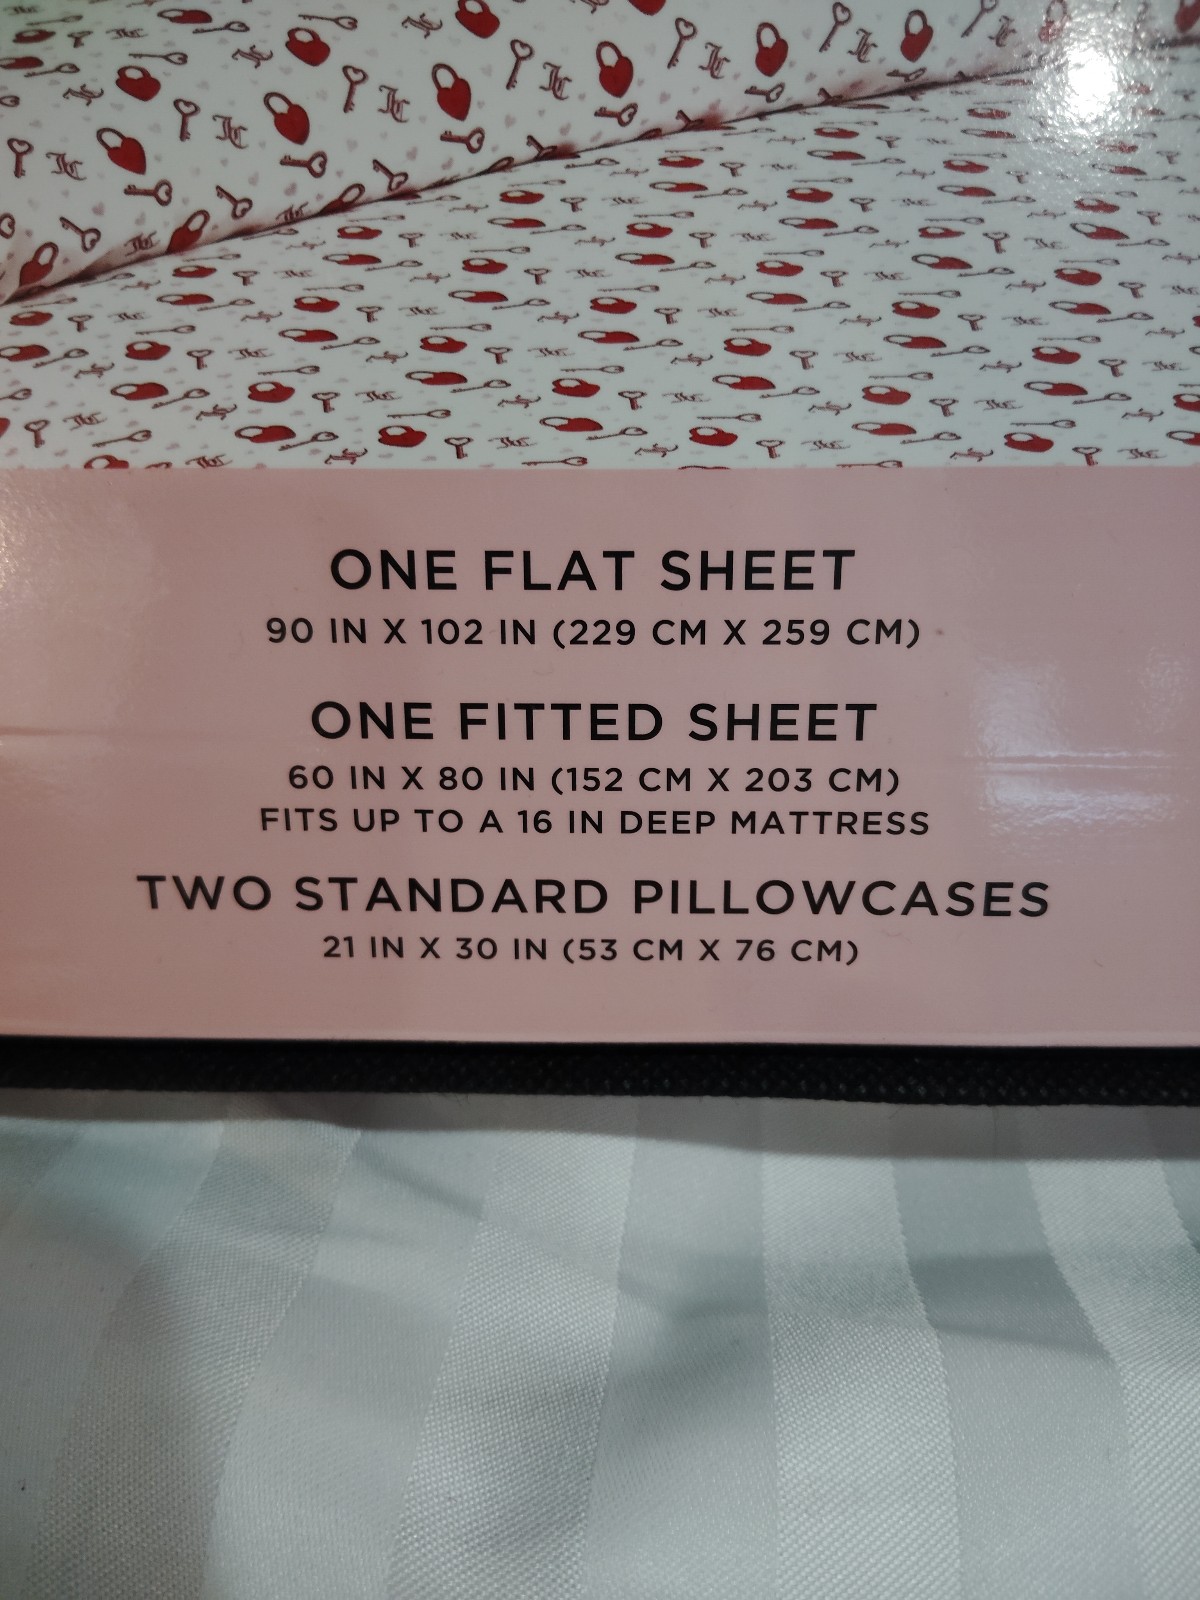 ONE FLAT SHEET
90 IN X 102 IN (229 CM X 259 CM)
ONE FITTED SHEET
60 IN X 80 IN (152 CM X 203 CM)
FITS UP TO A 16 IN DEEP MATTRESS
TWO STANDARD PILLOWCASES
21 IN X 30 IN (53 CM X 76 CM)